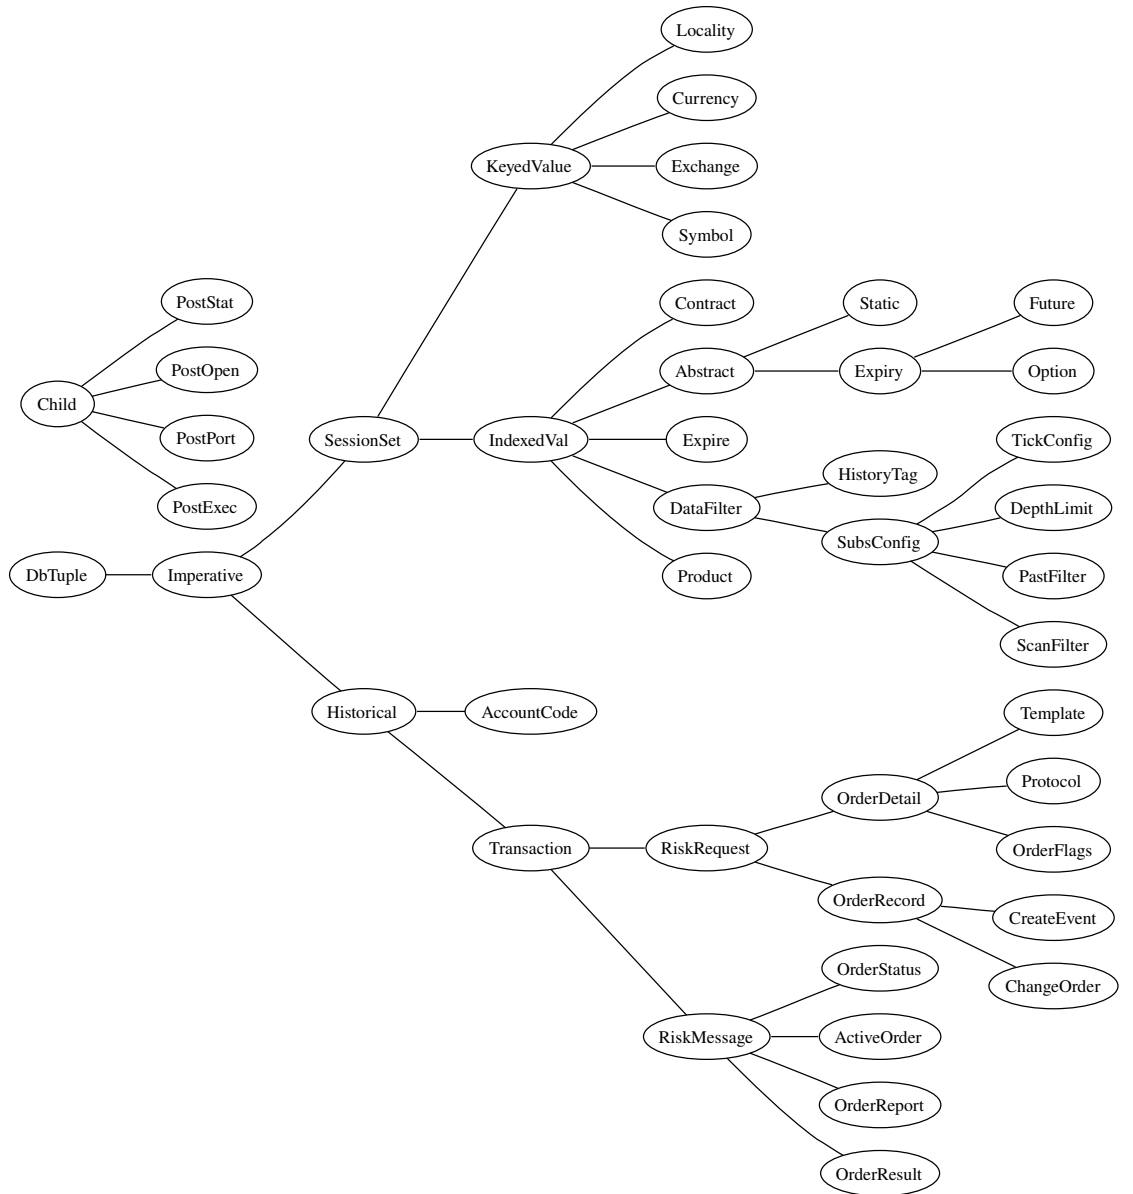 Locality
Currency
KeyedValue
Exchange
Symbol
PostStat
Contract
Static
Future
PostOpen
Abstract
Expiry
Option
Child
PostPort
SessionSet
IndexedVal
Expire
TickConfig
HistoryTag
PostExec
DataFilter
DepthLimit
SubsConfig
DbTuple
Imperative
Product
PastFilter
ScanFilter
Historical
AccountCode
Template
Protocol
OrderDetail
Transaction
RiskRequest
OrderFlags
OrderRecord
CreateEvent
OrderStatus
ChangeOrder
RiskMessage
ActiveOrder
OrderReport
OrderResult